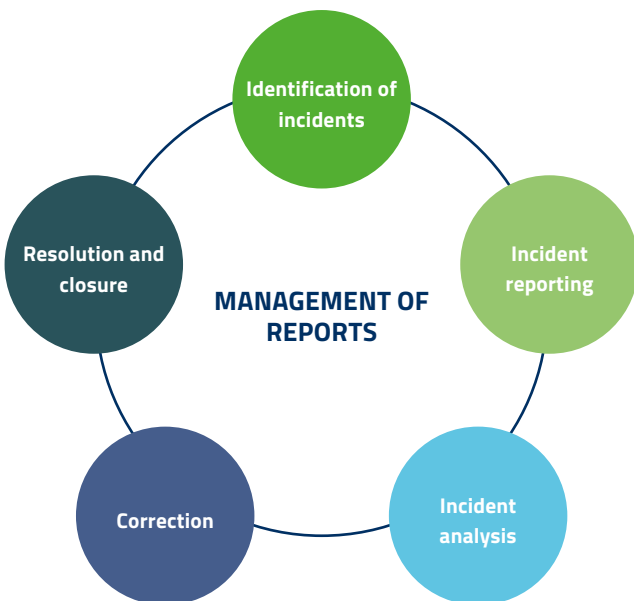 Identification of
incidents
Incident
reporting
Incident
analysis
Correction
Resolution and
closure
MANAGEMENT OF
REPORTS